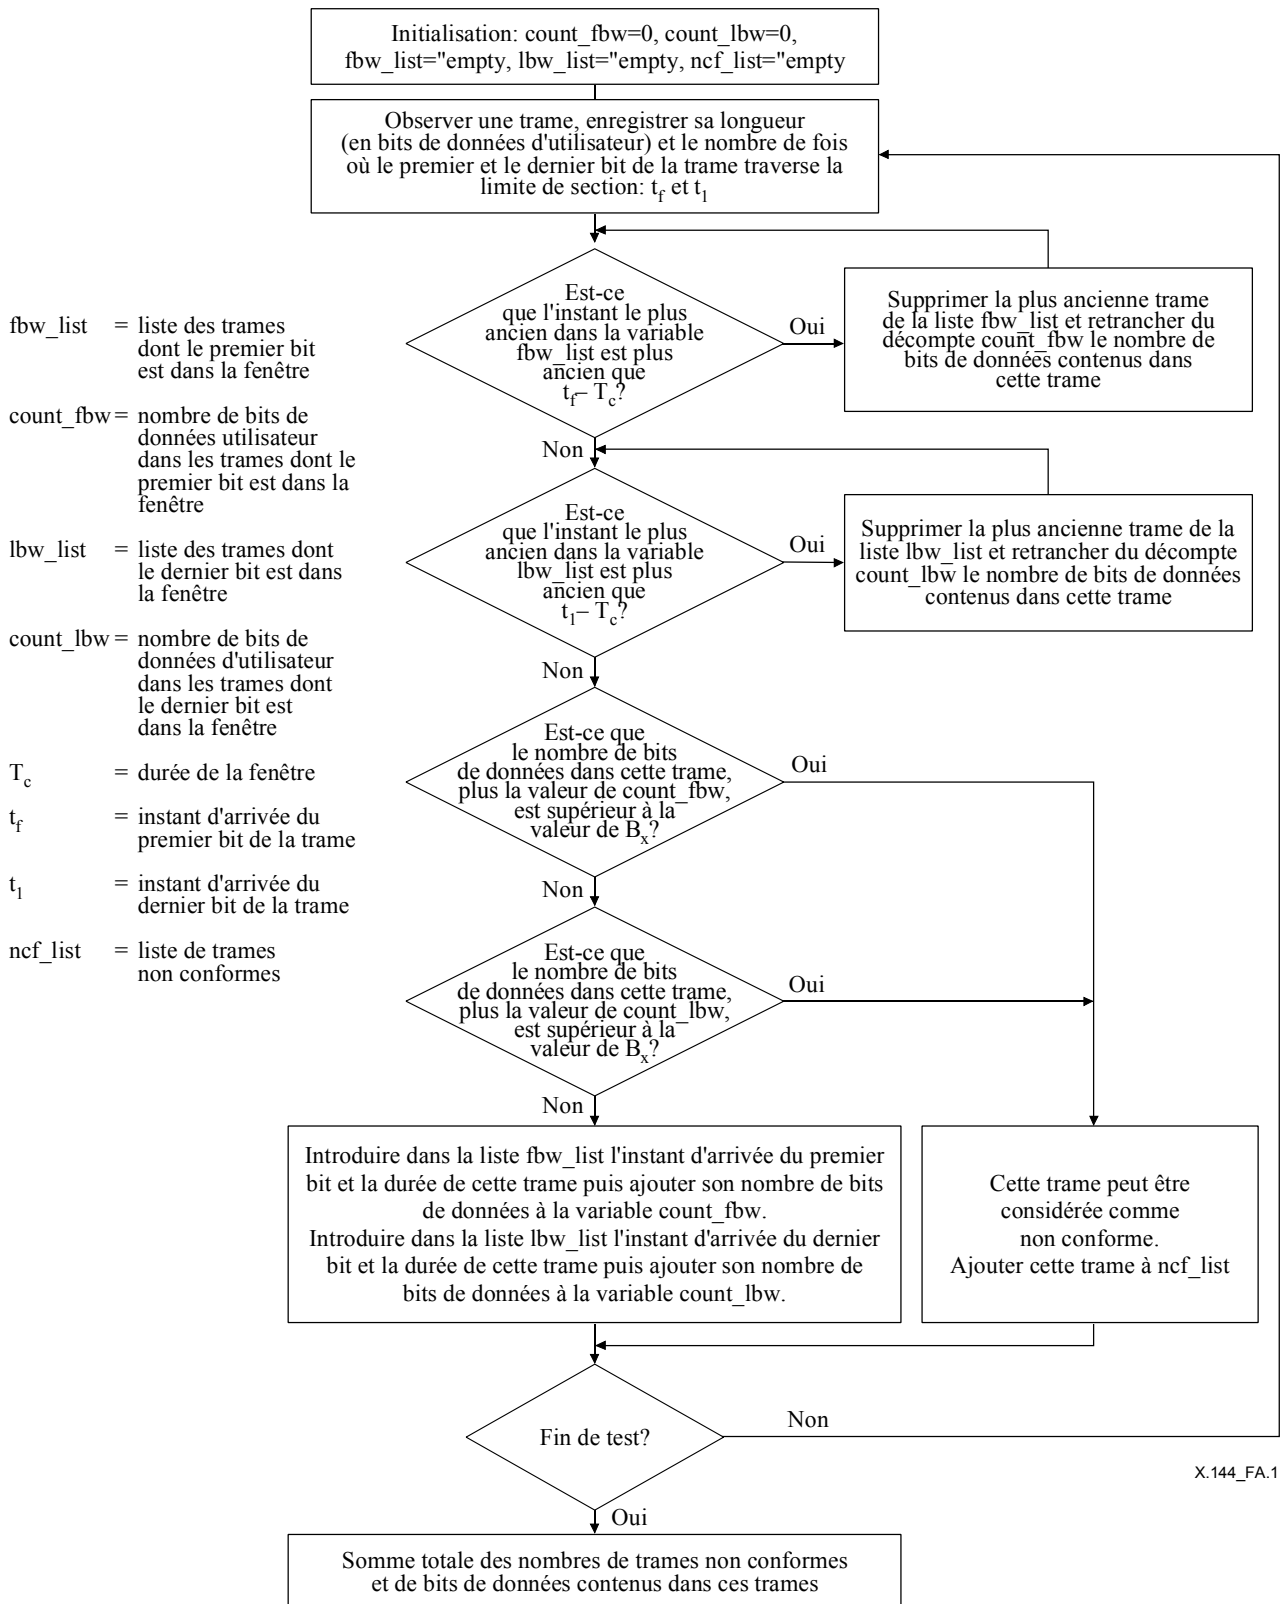 Initialisation: count_fbw=0, count_lbw=0,
fbw_list="empty, lbw_list="empty, ncf_list="empty
Observer une trame, enregistrer sa longueur
(en bits de données d'utilisateur) et le nombre de fois
où le premier et le dernier bit de la trame traverse la
limite de section: t_f et t_l
Est-ce
que l'instant le plus
ancien dans la variable
fbw_list est plus
ancien que
t_f– T_c?
Oui
Supprimer la plus ancienne trame
de la liste fbw_list et retrancher du
décompte count_fbw le nombre de
bits de données contenus dans
cette trame
Non
Est-ce
que l'instant le plus
ancien dans la variable
lbw_list est plus
ancien que
t_l– T_c?
Oui
Supprimer la plus ancienne trame de la
liste lbw_list et retrancher du décompte
count_lbw le nombre de bits de données
contenus dans cette trame
Non
Est-ce que
le nombre de bits
de données dans cette trame,
plus la valeur de count_fbw,
est supérieur à la
valeur de B_x?
Oui
Non
Est-ce que
le nombre de bits
de données dans cette trame,
plus la valeur de count_lbw,
est supérieur à la
valeur de B_x?
Oui
Non
Introduire dans la liste fbw_list l'instant d'arrivée du premier
bit et la durée de cette trame puis ajouter son nombre de bits
de données à la variable count_fbw.
Introduire dans la liste lbw_list l'instant d'arrivée du dernier
bit et la durée de cette trame puis ajouter son nombre de
bits de données à la variable count_lbw.
Cette trame peut être
considérée comme
non conforme.
Ajouter cette trame à ncf_list
Fin de test?
Non
Oui
Somme totale des nombres de trames non conformes
et de bits de données contenus dans ces trames
fbw_list = liste des trames
dont le premier bit
est dans la fenêtre
count_fbw = nombre de bits de
données utilisateur
dans les trames dont le
premier bit est dans la
fenêtre
lbw_list = liste des trames dont
le dernier bit est dans
la fenêtre
count_lbw = nombre de bits de
données d'utilisateur
dans les trames dont
le dernier bit est
dans la fenêtre
T_c = durée de la fenêtre
t_f = instant d'arrivée du
premier bit de la trame
t_l = instant d'arrivée du
dernier bit de la trame
ncf_list = liste de trames
non conformes
X.144_FA.1